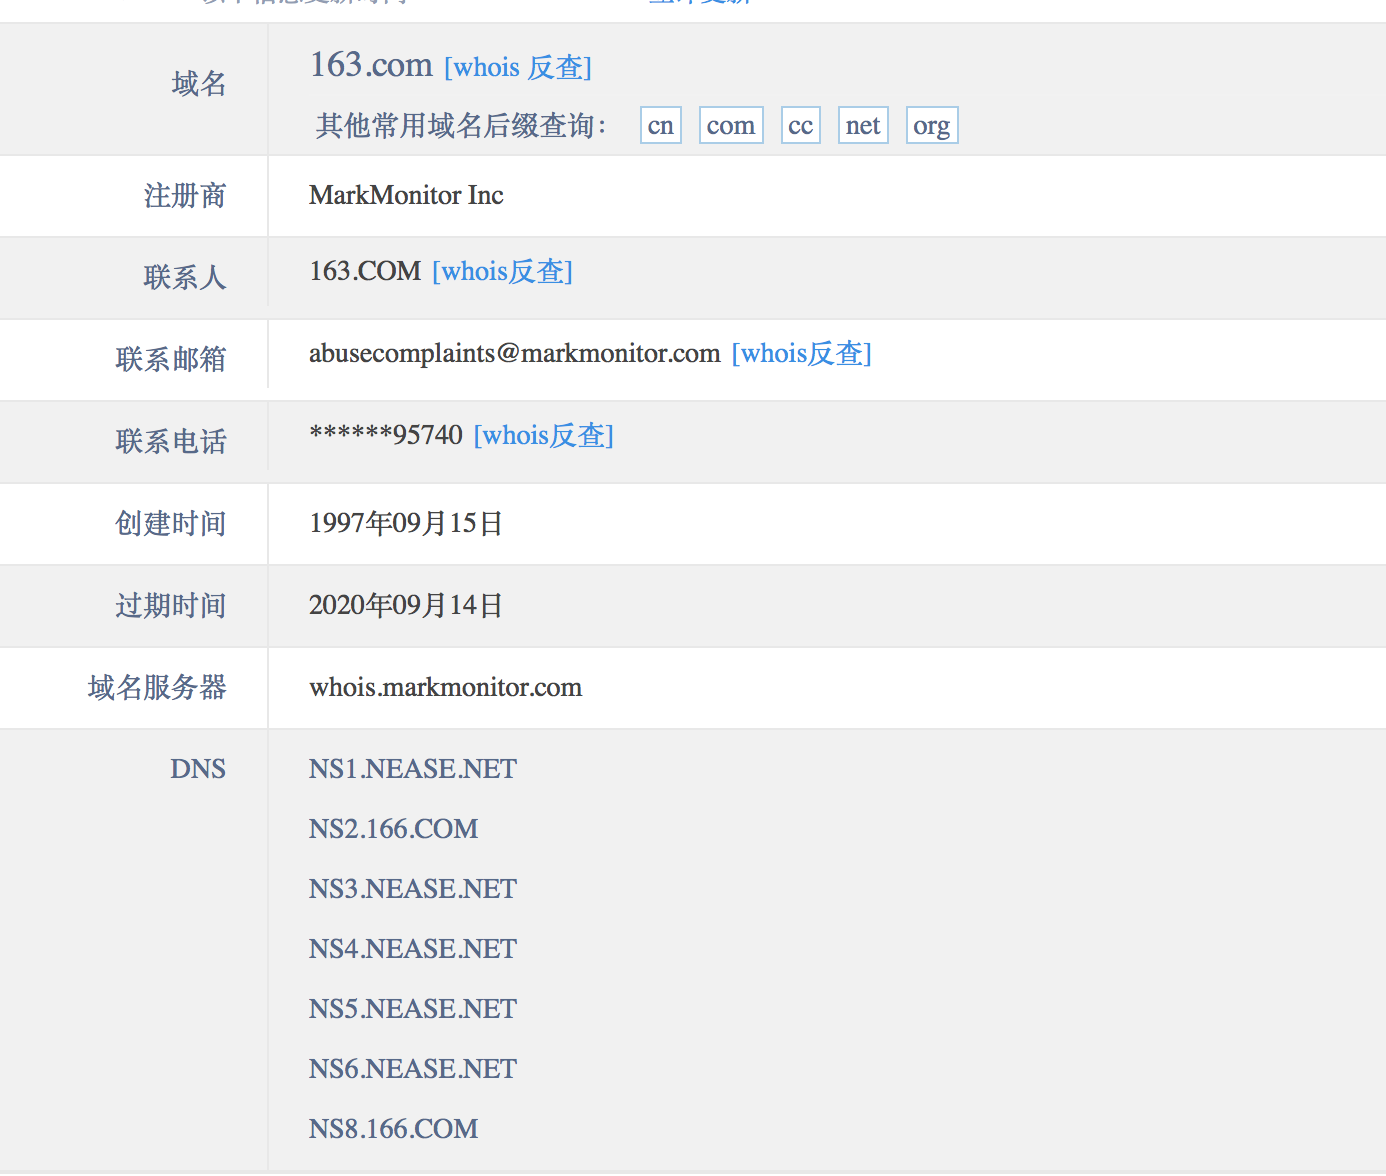 域名
163.com [whois 反查]
其他常用域名后缀查询： cn com cc net org
注册商 MarkMonitor Inc
联系人 163.COM [whois反查]
联系邮箱 abusecomplaints@markmonitor.com [whois反查]
联系电话 ******95740 [whois反查]
创建时间 1997年09月15日
过期时间 2020年09月14日
域名服务器 whois.markmonitor.com
DNS NS1.NEASE.NET
NS2.166.COM
NS3.NEASE.NET
NS4.NEASE.NET
NS5.NEASE.NET
NS6.NEASE.NET
NS8.166.COM